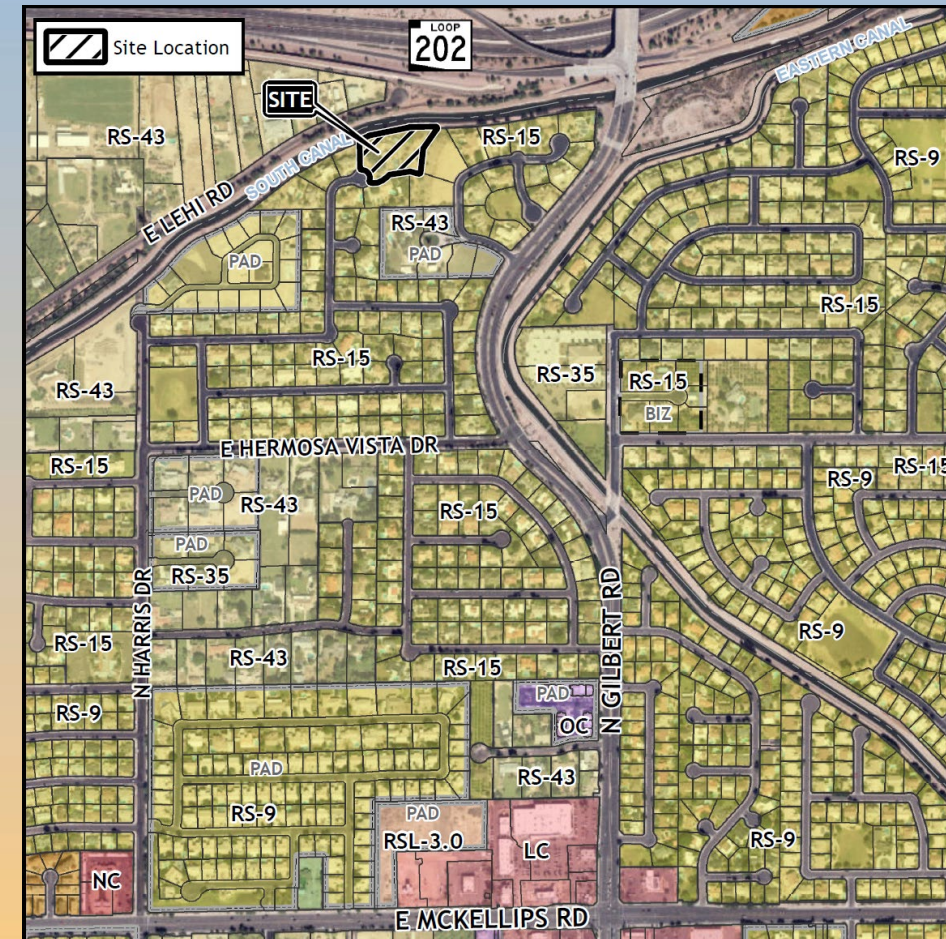 Site Location
LOOP
202
EASTERN CANAL
SITE
RS-43
RS-15
RS-9
SOUTH CANAL
E LEHI RD
RS-43
PAD
PAD
RS-15
RS-15
RS-35
RS-15
RS-43
BIZ
E HERMOSA VISTA DR
RS-15
RS-9
RS-15
PAD
RS-43
RS-15
PAD
RS-35
N HARRIS DR
N GILBERT RD
RS-9
RS-15
RS-43
RS-15
PAD
RS-9
OC
PAD
RS-43
RS-9
PAD
RSL-3.0
RS-9
LC
NC
E MCKELLIPS RD